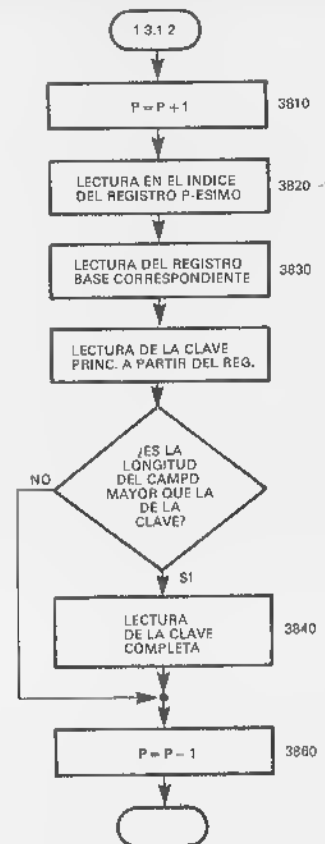 1.3.1.2
P = P + 1
3810
LECTURA EN EL INDICE
DEL REGISTRO P-ESIMO
3820
LECTURA DEL REGISTRO
BASE CORRESPONDIENTE
3830
LECTURA DE LA CLAVE
PRINC. A PARTIR DEL REG.
¿ES LA
LONGITUD
DEL CAMPO
MAYOR QUE LA
DE LA
CLAVE?
NO
SI
LECTURA
DE LA CLAVE
COMPLETA
3840
P = P - 1
3860